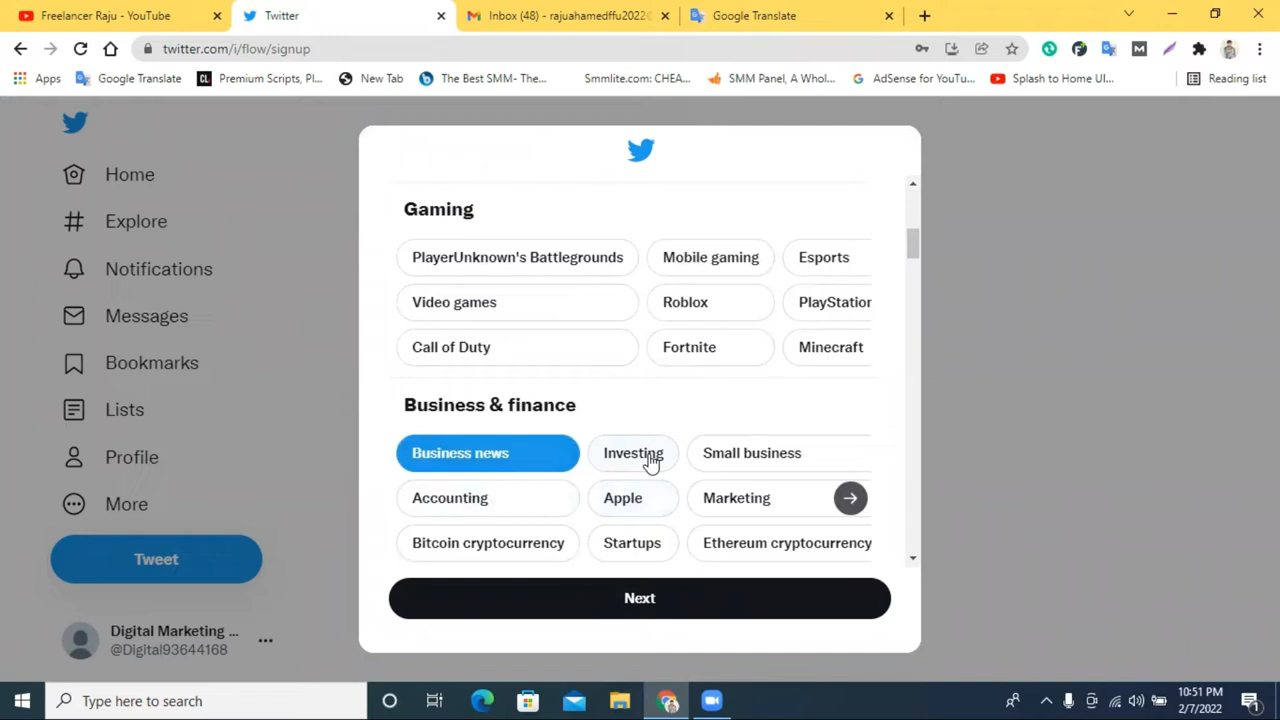 Freelancer Raju - YouTube
Twitter
Inbox (48) - rajuahamedffu2022@
Google Translate
twitter.com/i/flow/signup
Apps
Google Translate
CL
Premium Scripts, Pl...
New Tab
The Best SMM- The...
Smmlite.com: CHEA...
SMM Panel, A Whol...
AdSense for YouTu...
Splash to Home UI...
Reading list
Home
Explore
Notifications
Messages
Bookmarks
Lists
Profile
More
Tweet
Digital Marketing ...
@Digital93644168
Gaming
PlayerUnknown's Battlegrounds
Mobile gaming
Esports
Video games
Roblox
PlayStation
Call of Duty
Fortnite
Minecraft
Business & finance
Business news
Investing
Small business
Accounting
Apple
Marketing
Bitcoin cryptocurrency
Startups
Ethereum cryptocurrency
Next
Type here to search
10:51 PM
2/7/2022
1